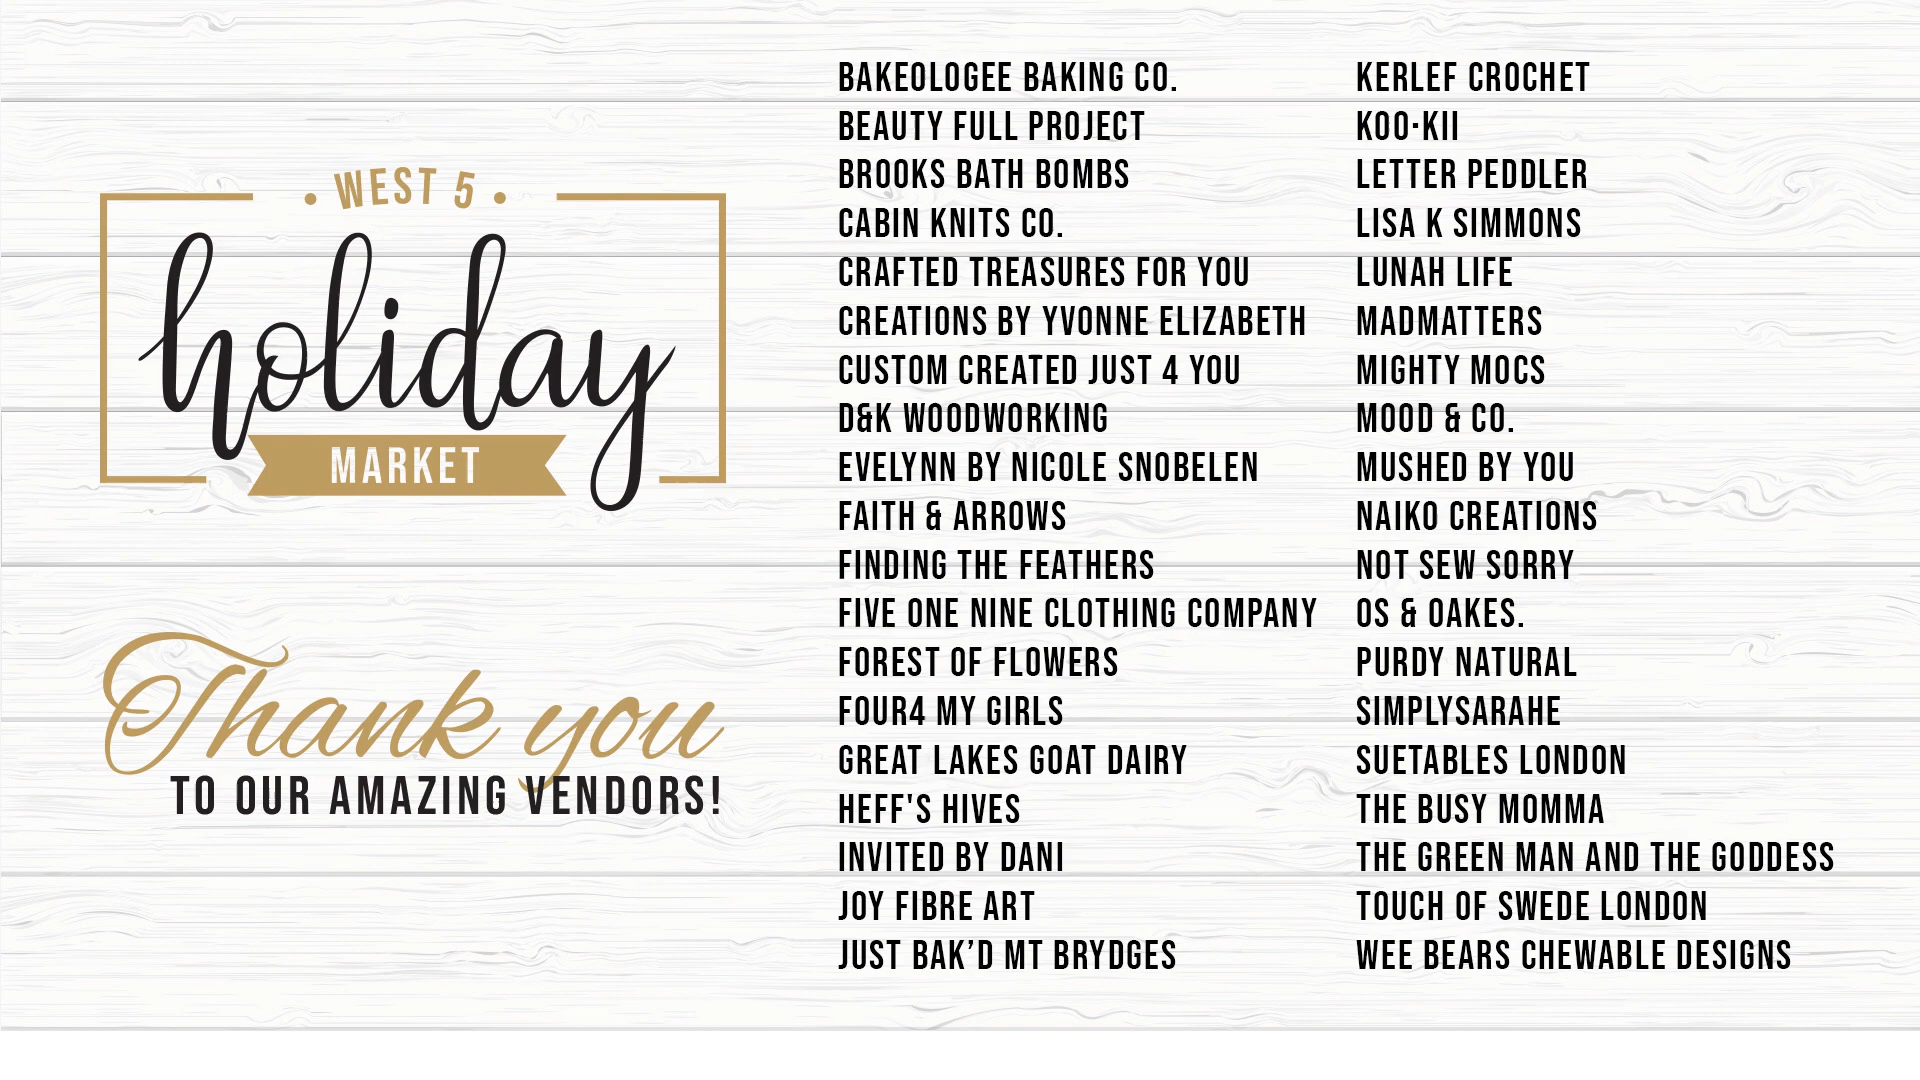 • WEST 5 •
holiday
MARKET
Thank you
TO OUR AMAZING VENDORS!
BAKEOLOGEE BAKING CO.
BEAUTY FULL PROJECT
BROOKS BATH BOMBS
CABIN KNITS CO.
CRAFTED TREASURES FOR YOU
CREATIONS BY YVONNE ELIZABETH
CUSTOM CREATED JUST 4 YOU
D&K WOODWORKING
EVELYNN BY NICOLE SNOBELEN
FAITH & ARROWS
FINDING THE FEATHERS
FIVE ONE NINE CLOTHING COMPANY
FOREST OF FLOWERS
FOUR4 MY GIRLS
GREAT LAKES GOAT DAIRY
HEFF'S HIVES
INVITED BY DANI
JOY FIBRE ART
JUST BAK’D MT BRYDGES
KERLEF CROCHET
KOO·KII
LETTER PEDDLER
LISA K SIMMONS
LUNAH LIFE
MADMATTERS
MIGHTY MOCS
MOOD & CO.
MUSHED BY YOU
NAIKO CREATIONS
NOT SEW SORRY
OS & OAKES.
PURDY NATURAL
SIMPLYSARAHE
SUETABLES LONDON
THE BUSY MOMMA
THE GREEN MAN AND THE GODDESS
TOUCH OF SWEDE LONDON
WEE BEARS CHEWABLE DESIGNS